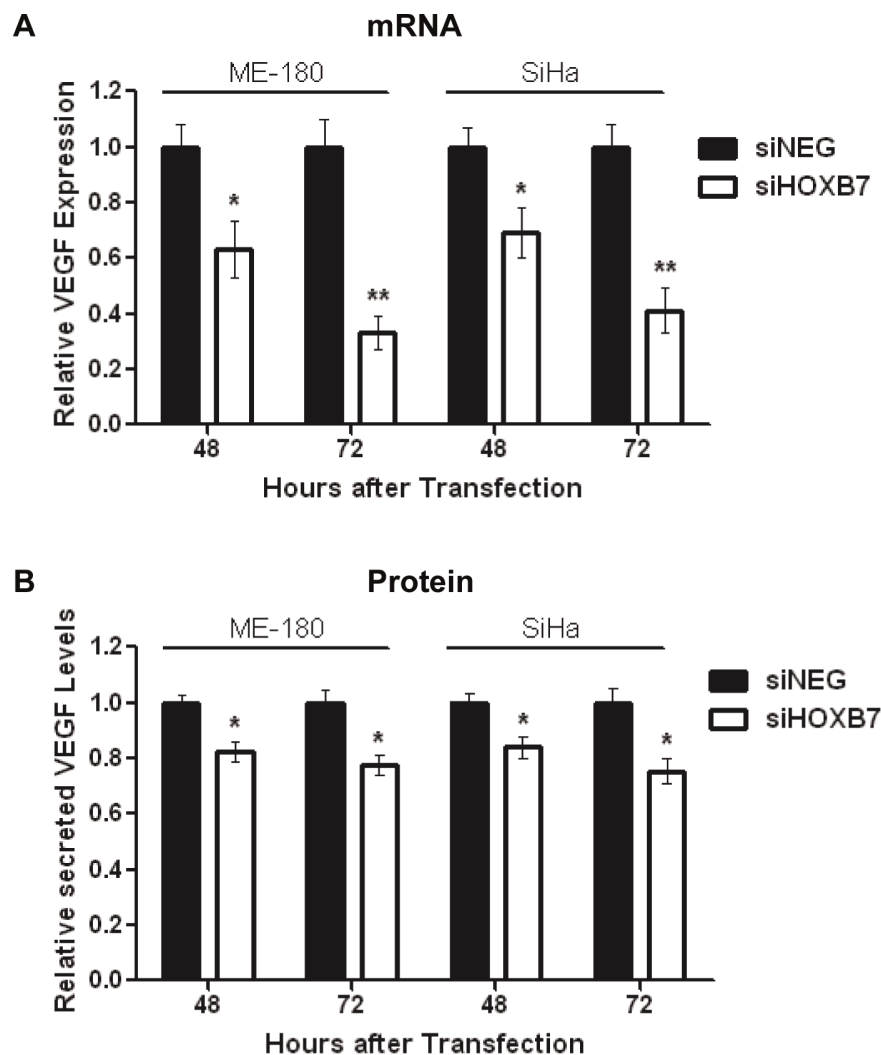 A
mRNA
ME-180
SiHa
1.2
1.0
0.8
0.6
0.4
0.2
0.0
Relative VEGF Expression
*
**
*
**
siNEG
siHOXB7
48
72
48
72
Hours after Transfection
B
Protein
ME-180
SiHa
1.2
1.0
0.8
0.6
0.4
0.2
0.0
Relative secreted VEGF Levels
*
*
*
*
siNEG
siHOXB7
48
72
48
72
Hours after Transfection